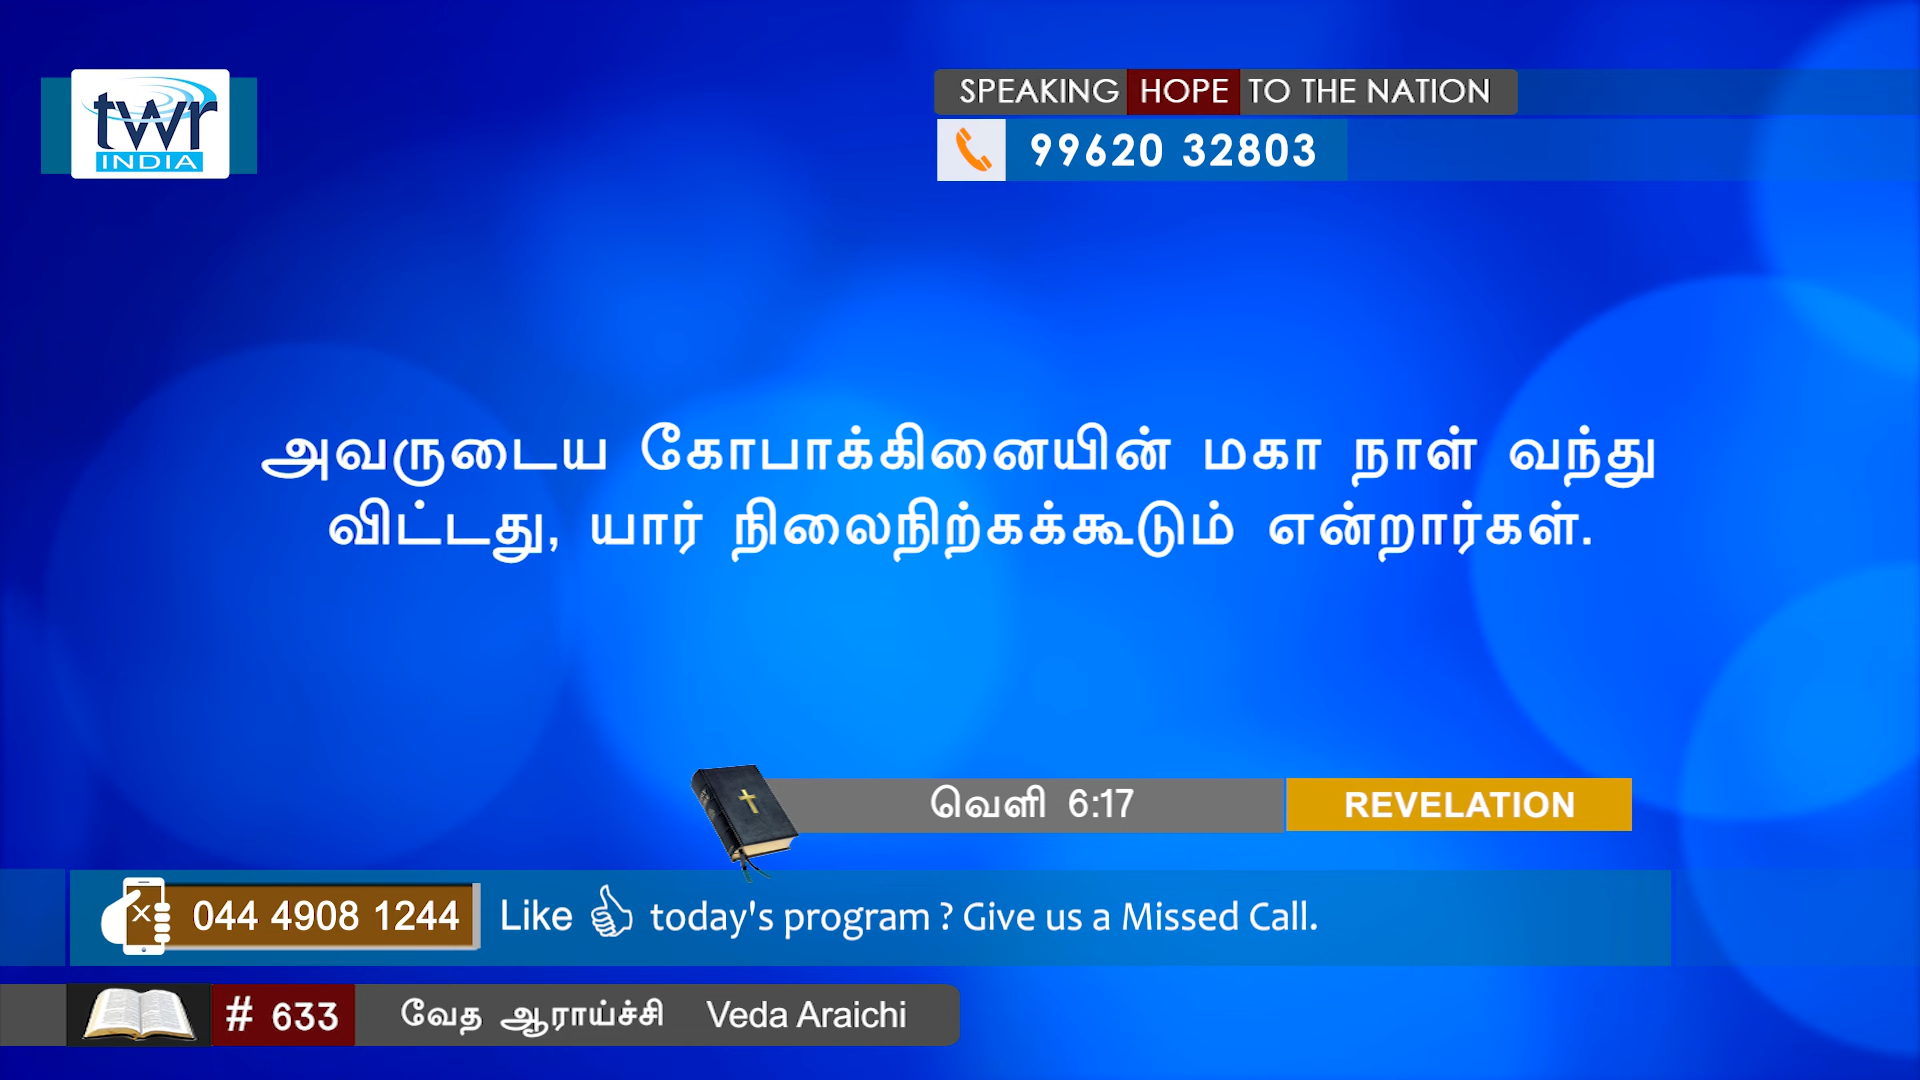 twr
INDIA
SPEAKING HOPE TO THE NATION
99620 32803
அவருடைய கோபாக்கினையின் மகா நாள் வந்து
விட்டது, யார் நிலைநிற்கக்கூடும் என்றார்கள்.
வெளி 6:17 REVELATION
044 4908 1244 Like today's program ? Give us a Missed Call.
# 633 வேத ஆராய்ச்சி Veda Araichi